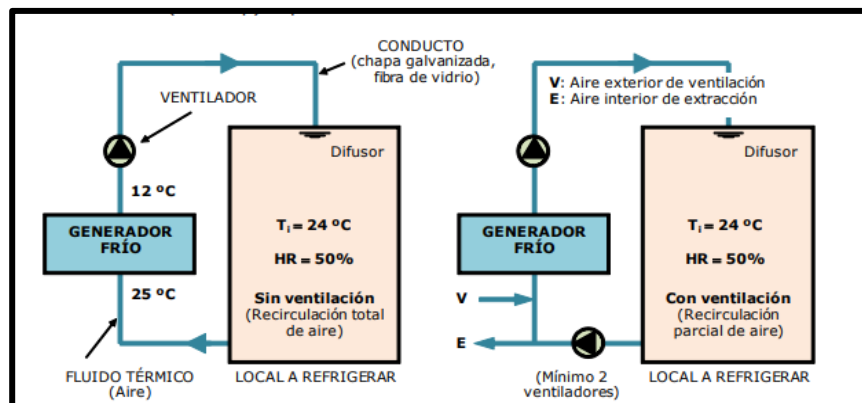 CONDUCTO
(chapa galvanizada,
fibra de vidrio)
VENTILADOR
Difusor
12 ºC
GENERADOR
FRÍO
25 ºC
T i = 24 ºC
HR = 50%
Sin ventilación
(Recirculación total
de aire)
FLUIDO TÉRMICO
(Aire)
LOCAL A REFRIGERAR
V: Aire exterior de ventilación
E: Aire interior de extracción
Difusor
GENERADOR
FRÍO
T i = 24 ºC
HR = 50%
Con ventilación
(Recirculación
parcial de aire)
V
E
(Mínimo 2
ventiladores)
LOCAL A REFRIGERAR